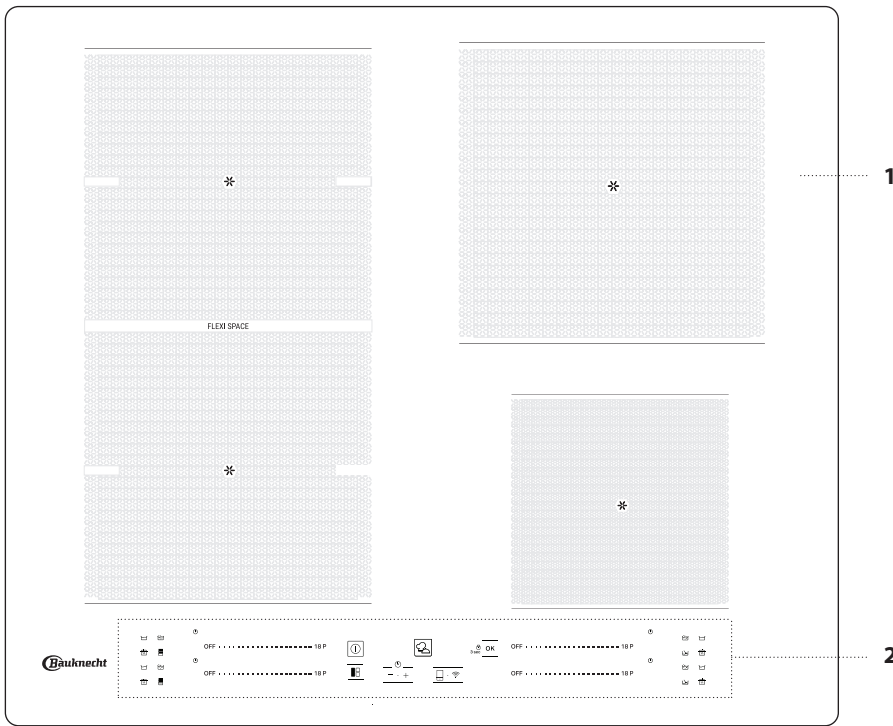 1
FLEXI SPACE
OFF 18 P
OFF 18 P
OK
OFF 18 P
OFF 18 P
− · +
Bauknecht
2